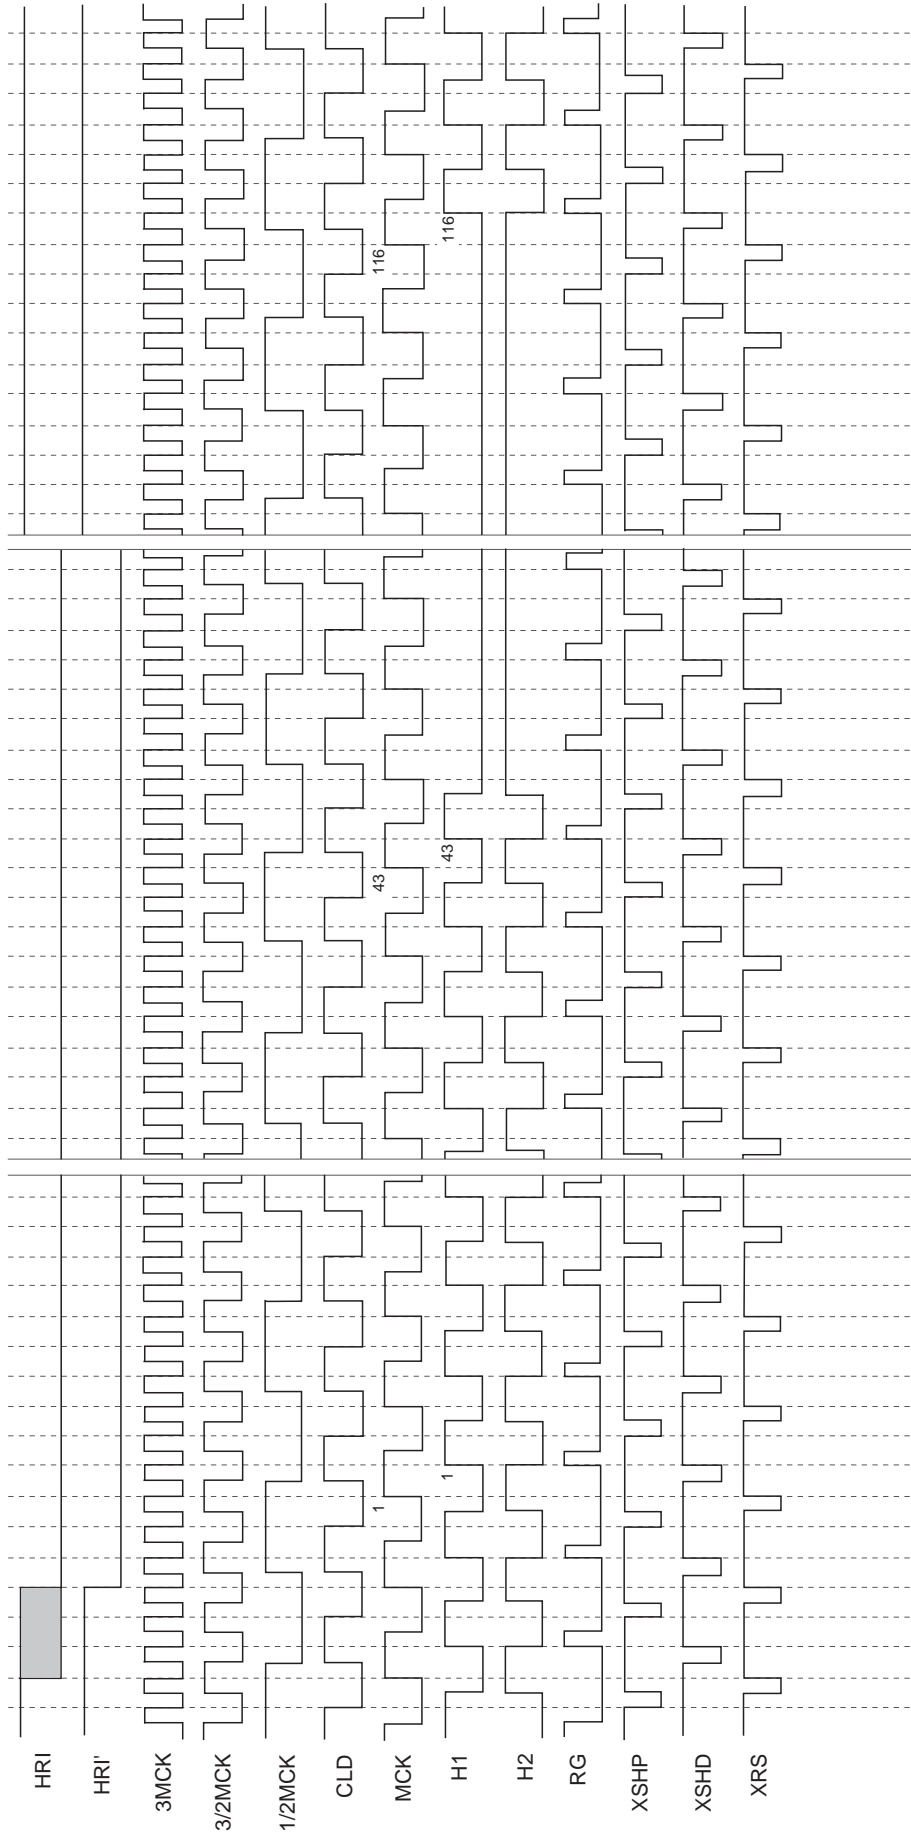 HRI
HRI'
3MCK
3/2MCK
1/2MCK
CLD
MCK
1
43
116
H1
1
43
116
H2
RG
XSHP
XSHD
XRS